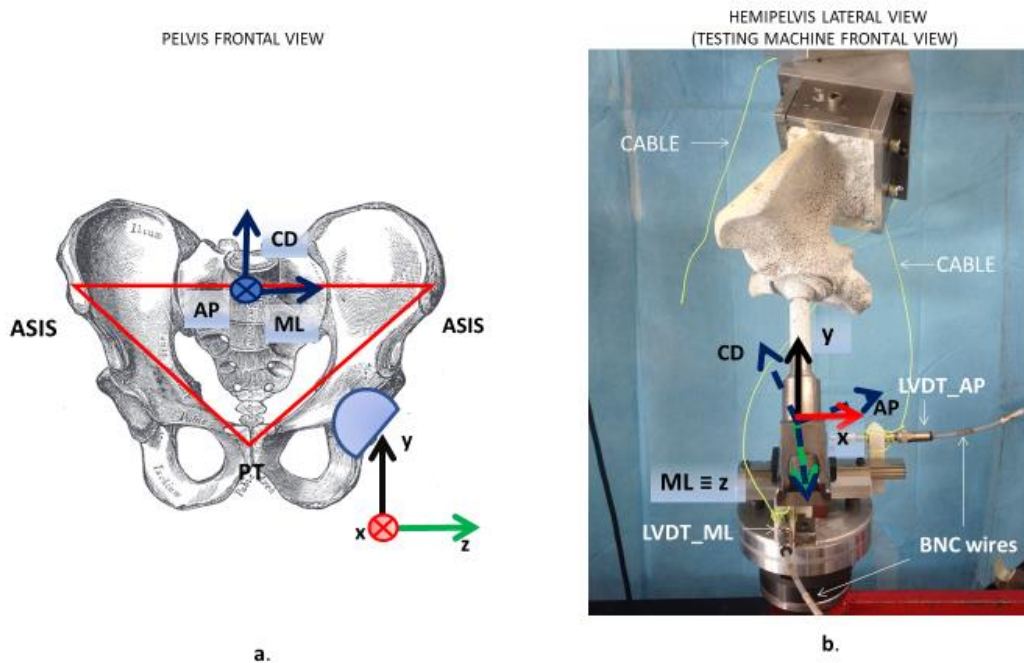 PELVIS FRONTAL VIEW
CD
AP
ML
ASIS
ASIS
PT
y
x
z
a.
HEMIPELVIS LATERAL VIEW
(TESTING MACHINE FRONTAL VIEW)
CABLE
CABLE
y
CD
LVDT_AP
AP
x
ML ≡ z
LVDT_ML
BNC wires
b.
Ilium